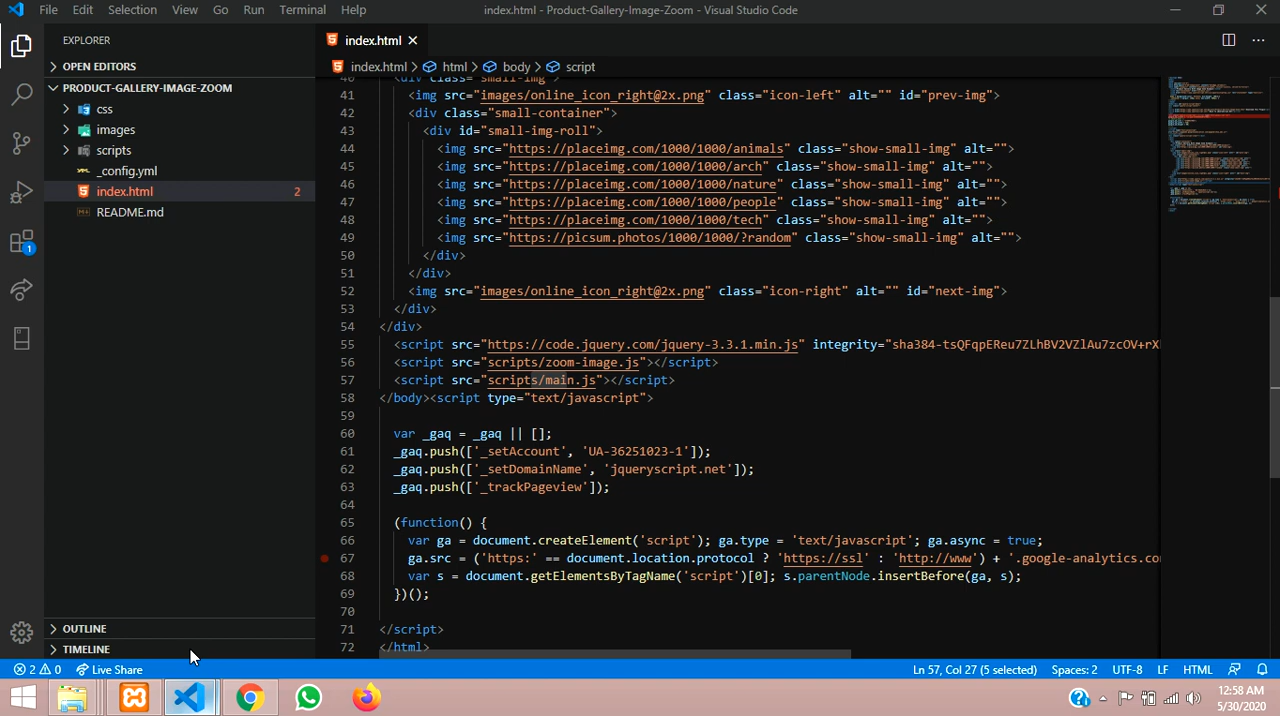 File Edit Selection View Go Run Terminal Help index.html - Product-Gallery-Image-Zoom - Visual Studio Code
EXPLORER
OPEN EDITORS
PRODUCT-GALLERY-IMAGE-ZOOM
css
images
scripts
_config.yml
index.html 2
README.md
OUTLINE
TIMELINE
1
index.html
index.html > html > body > script
40 <div class="small-img">
41 <img src="images/online_icon_right@2x.png" class="icon-left" alt="" id="prev-img">
42 <div class="small-container">
43 <div id="small-img-roll">
44 <img src="https://placeimg.com/1000/1000/animals" class="show-small-img" alt="">
45 <img src="https://placeimg.com/1000/1000/arch" class="show-small-img" alt="">
46 <img src="https://placeimg.com/1000/1000/nature" class="show-small-img" alt="">
47 <img src="https://placeimg.com/1000/1000/people" class="show-small-img" alt="">
48 <img src="https://placeimg.com/1000/1000/tech" class="show-small-img" alt="">
49 <img src="https://picsum.photos/1000/1000/?random" class="show-small-img" alt="">
50 </div>
51 </div>
52 <img src="images/online_icon_right@2x.png" class="icon-right" alt="" id="next-img">
53 </div>
54 </div>
55 <script src="https://code.jquery.com/jquery-3.3.1.min.js" integrity="sha384-tsQFqpEReu7ZLhBV2VZlAu7zcOV+rX
56 <script src="scripts/zoom-image.js"></script>
57 <script src="scripts/main.js"></script>
58 </body><script type="text/javascript">
59
60 var _gaq = _gaq || [];
61 _gaq.push(['_setAccount', 'UA-36251023-1']);
62 _gaq.push(['_setDomainName', 'jqueryscript.net']);
63 _gaq.push(['_trackPageview']);
64
65 (function() {
66 var ga = document.createElement('script'); ga.type = 'text/javascript'; ga.async = true;
67 ga.src = ('https:' == document.location.protocol ? 'https://ssl' : 'http://www') + '.google-analytics.co
68 var s = document.getElementsByTagName('script')[0]; s.parentNode.insertBefore(ga, s);
69 })();
70
71 </script>
72 </html>
2 0 Live Share Ln 57, Col 27 (5 selected) Spaces: 2 UTF-8 LF HTML
12:58 AM
5/30/2020